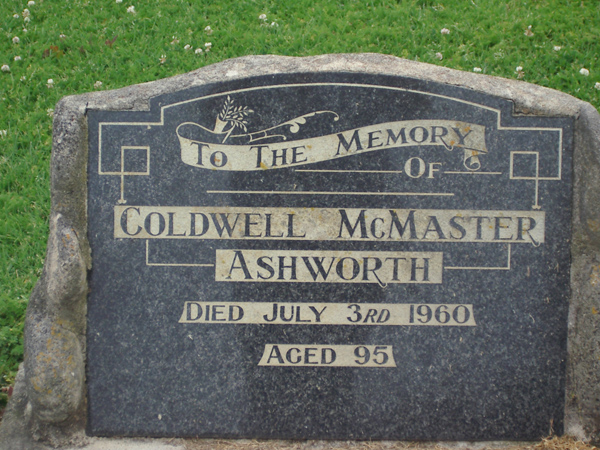 To The Memory
Of
Coldwell McMaster
Ashworth
Died July 3rd 1960
Aged 95